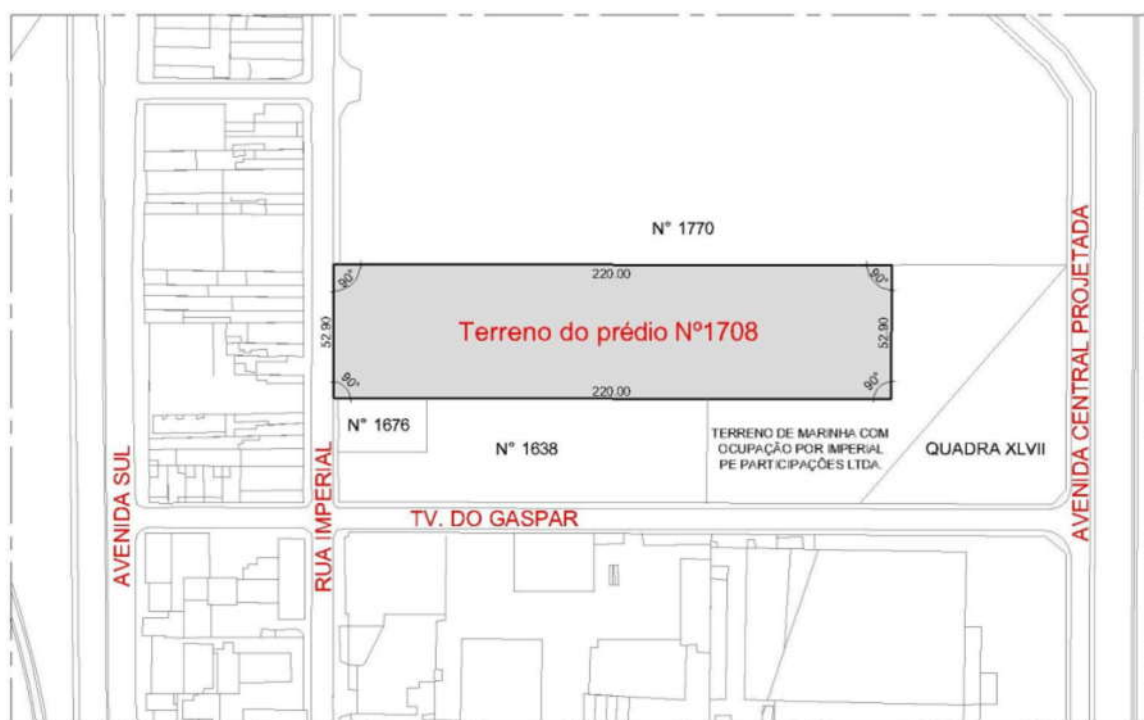 N° 1770
220.00
90°
90°
52.90
Terreno do prédio Nº1708
52.90
90°
90°
220.00
N° 1676
N° 1638
TERRENO DE MARINHA COM
OCUPAÇÃO POR IMPERIAL
PE PARTICIPAÇÕES LTDA.
QUADRA XLVII
AVENIDA SUL
RUA IMPERIAL
TV. DO GASPAR
AVENIDA CENTRAL PROJETADA